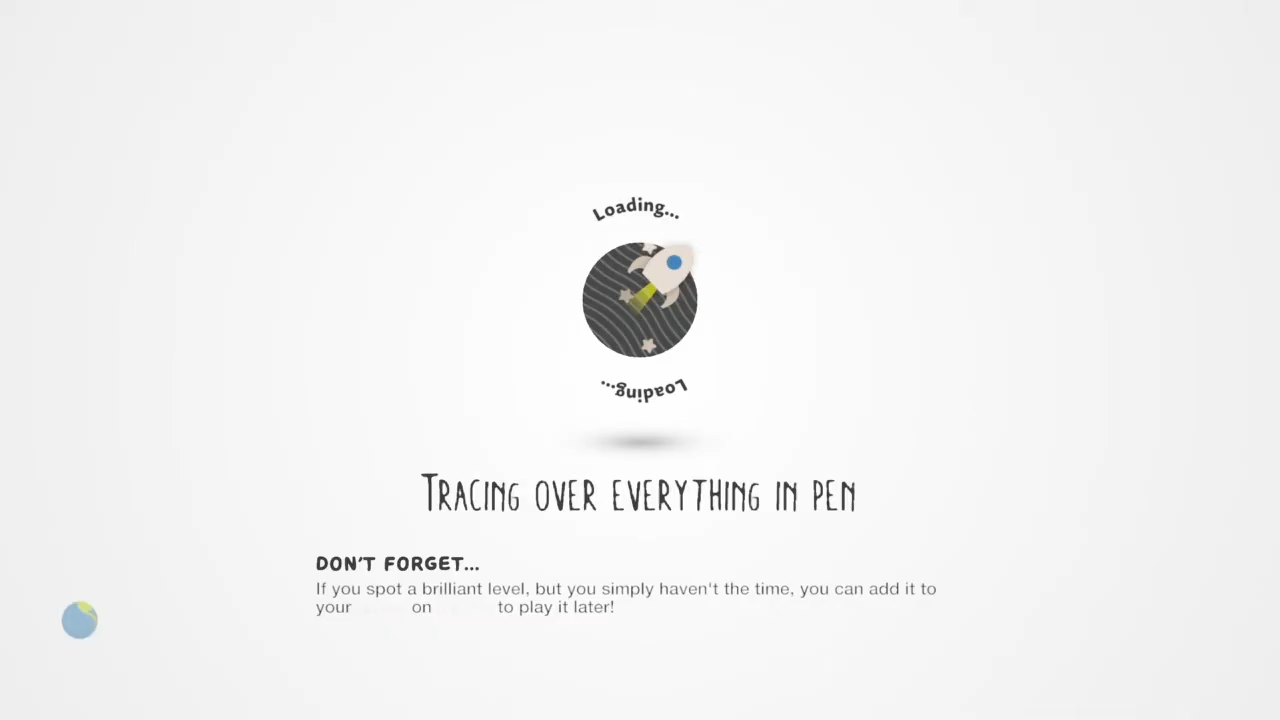 Loading...
Loading...
TRACING OVER EVERYTHING IN PEN
DON'T FORGET...
If you spot a brilliant level, but you simply haven't the time, you can add it to
your on to play it later!